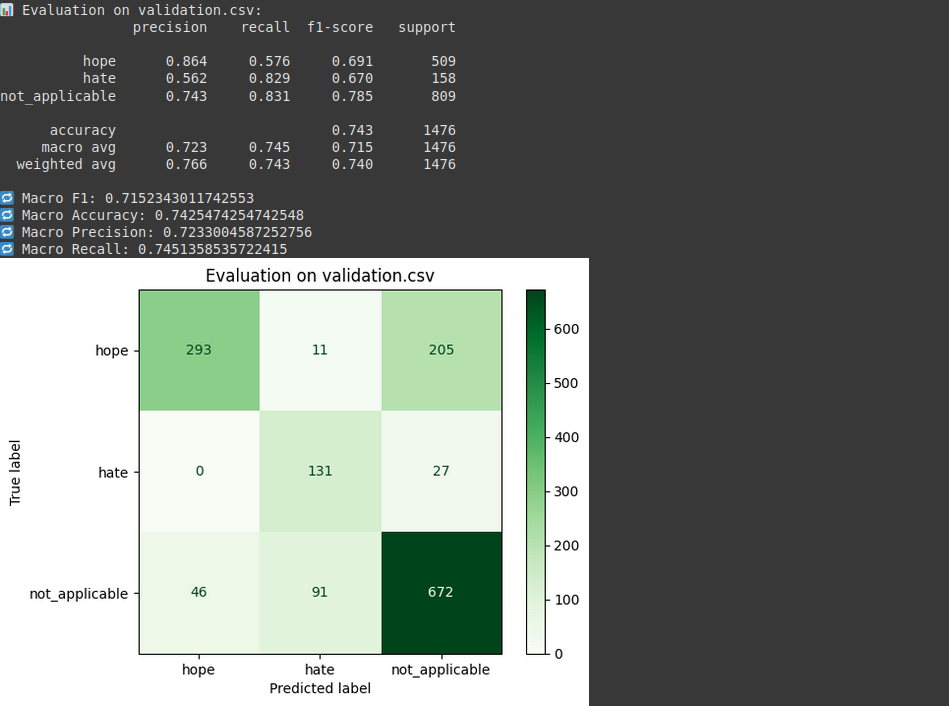 📊 Evaluation on validation.csv:
precision recall f1-score support
hope 0.864 0.576 0.691 509
hate 0.562 0.829 0.670 158
not_applicable 0.743 0.831 0.785 809
accuracy 0.743 1476
macro avg 0.723 0.745 0.715 1476
weighted avg 0.766 0.743 0.740 1476
🔁 Macro F1: 0.7152343011742553
🔁 Macro Accuracy: 0.7425474254742548
🔁 Macro Precision: 0.7233004587252756
🔁 Macro Recall: 0.7451358535722415
Evaluation on validation.csv
hope 293 11 205
hate 0 131 27
not_applicable 46 91 672
hope hate not_applicable
Predicted label
True label
600
500
400
300
200
100
0